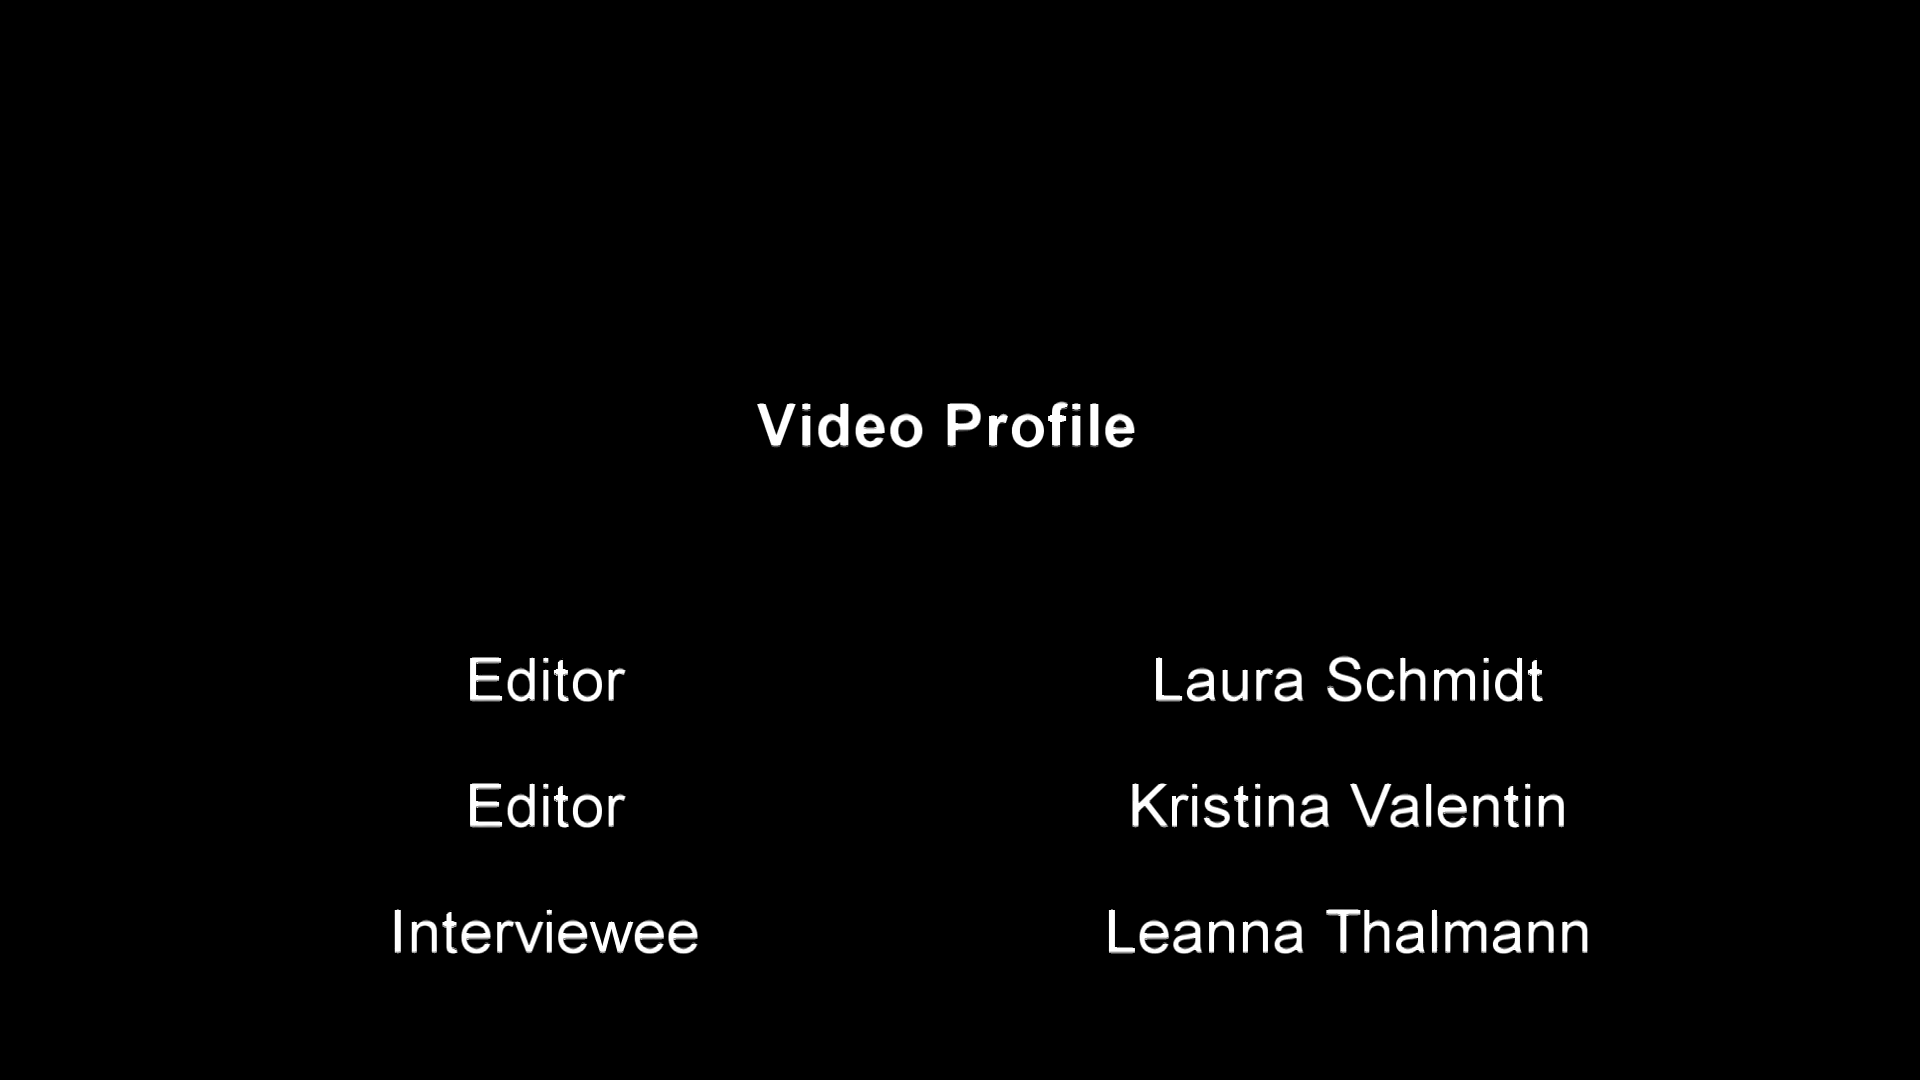 Video Profile
Editor Laura Schmidt
Editor Kristina Valentin
Interviewee Leanna Thalmann